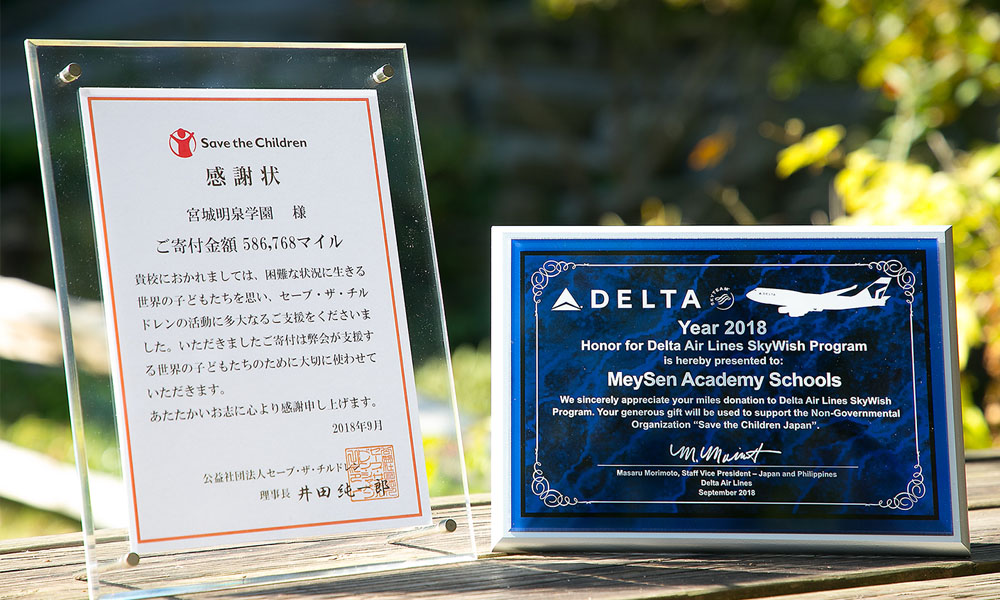 Save the Children
感謝状
宮城明泉学園 様
ご寄付金額 586,768マイル
貴校におかれましては、困難な状況に生きる
世界の子どもたちを思い、セーブ・ザ・チル
ドレンの活動に多大なるご支援をくださいま
した。いただきましたご寄付は弊会が支援す
る世界の子どもたちのために大切に使わせて
いただきます。
あたたかいお志に心より感謝申し上げます。
2018年9月
公益社団法人セーブ・ザ・チルドレン
理事長 井田純一郎
DELTA
SKYTEAM
Year 2018
Honor for Delta Air Lines SkyWish Program
is hereby presented to:
MeySen Academy Schools
We sincerely appreciate your miles donation to Delta Air Lines SkyWish
Program. Your generous gift will be used to support the Non-Governmental
Organization “Save the Children Japan”.
Masaru Morimoto, Staff Vice President – Japan and Philippines
Delta Air Lines
September 2018